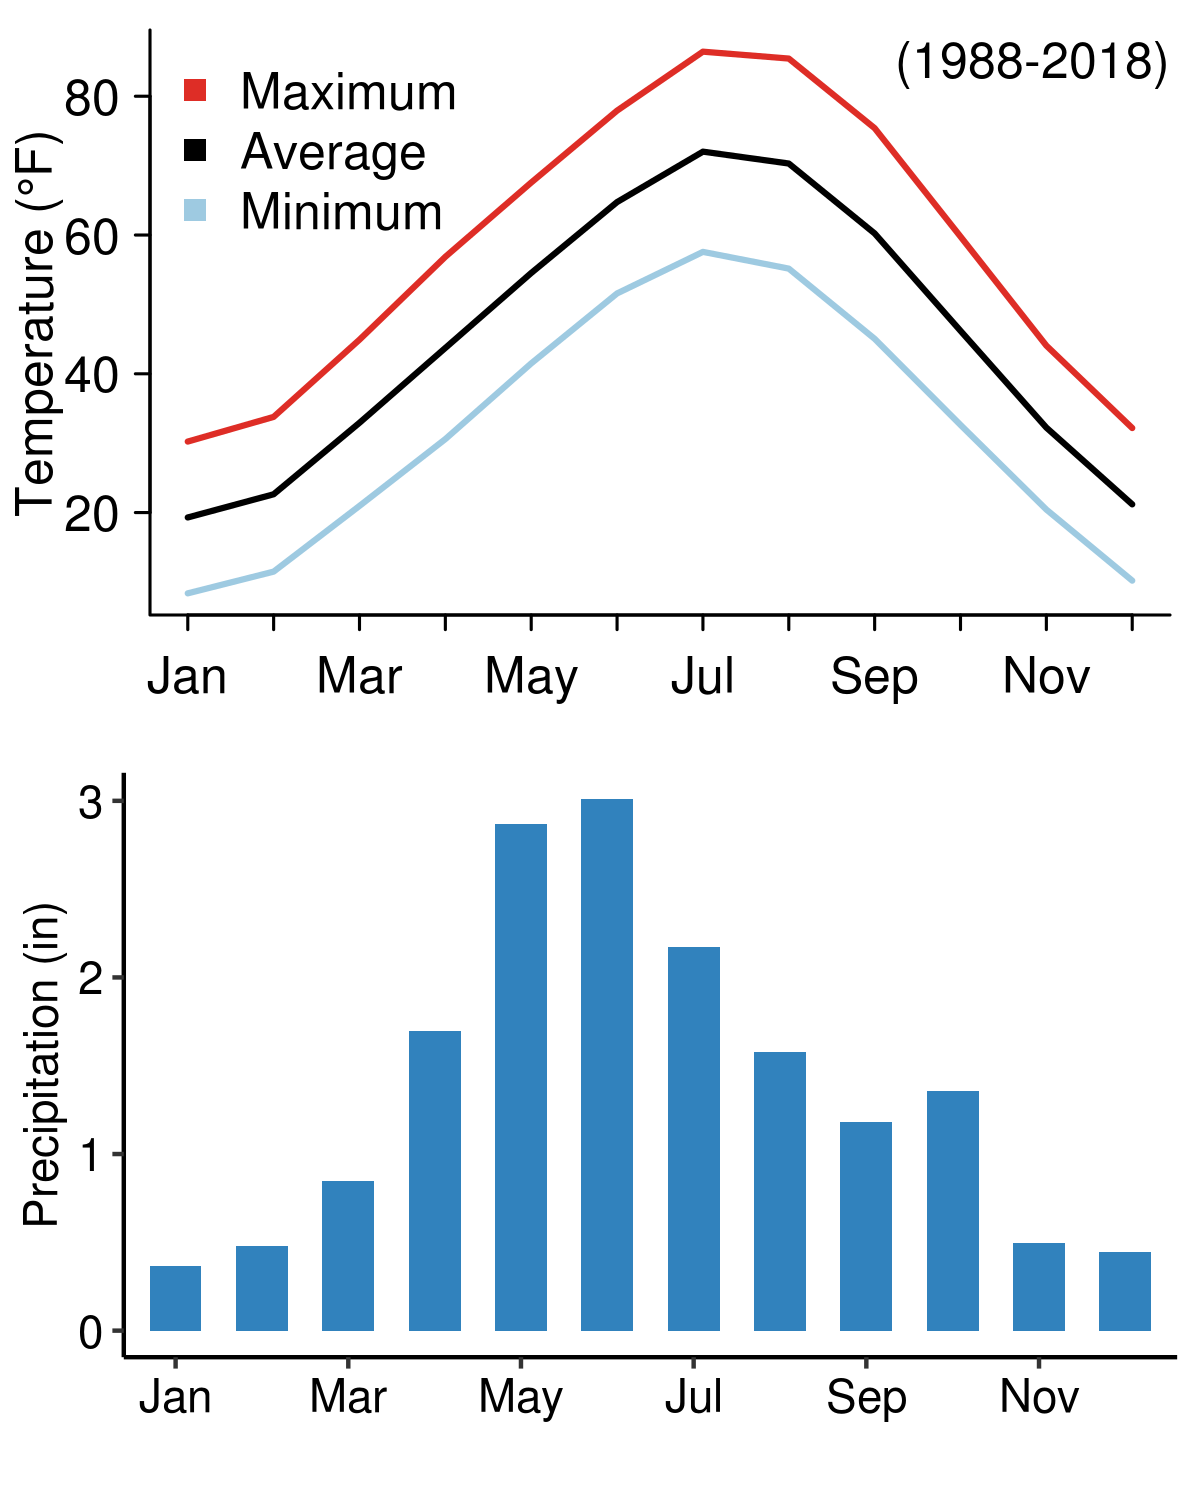 (1988-2018)
Maximum
Average
Minimum
Temperature (°F)
80
60
40
20
Jan Mar May Jul Sep Nov
Precipitation (in)
3
2
1
0
Jan Mar May Jul Sep Nov